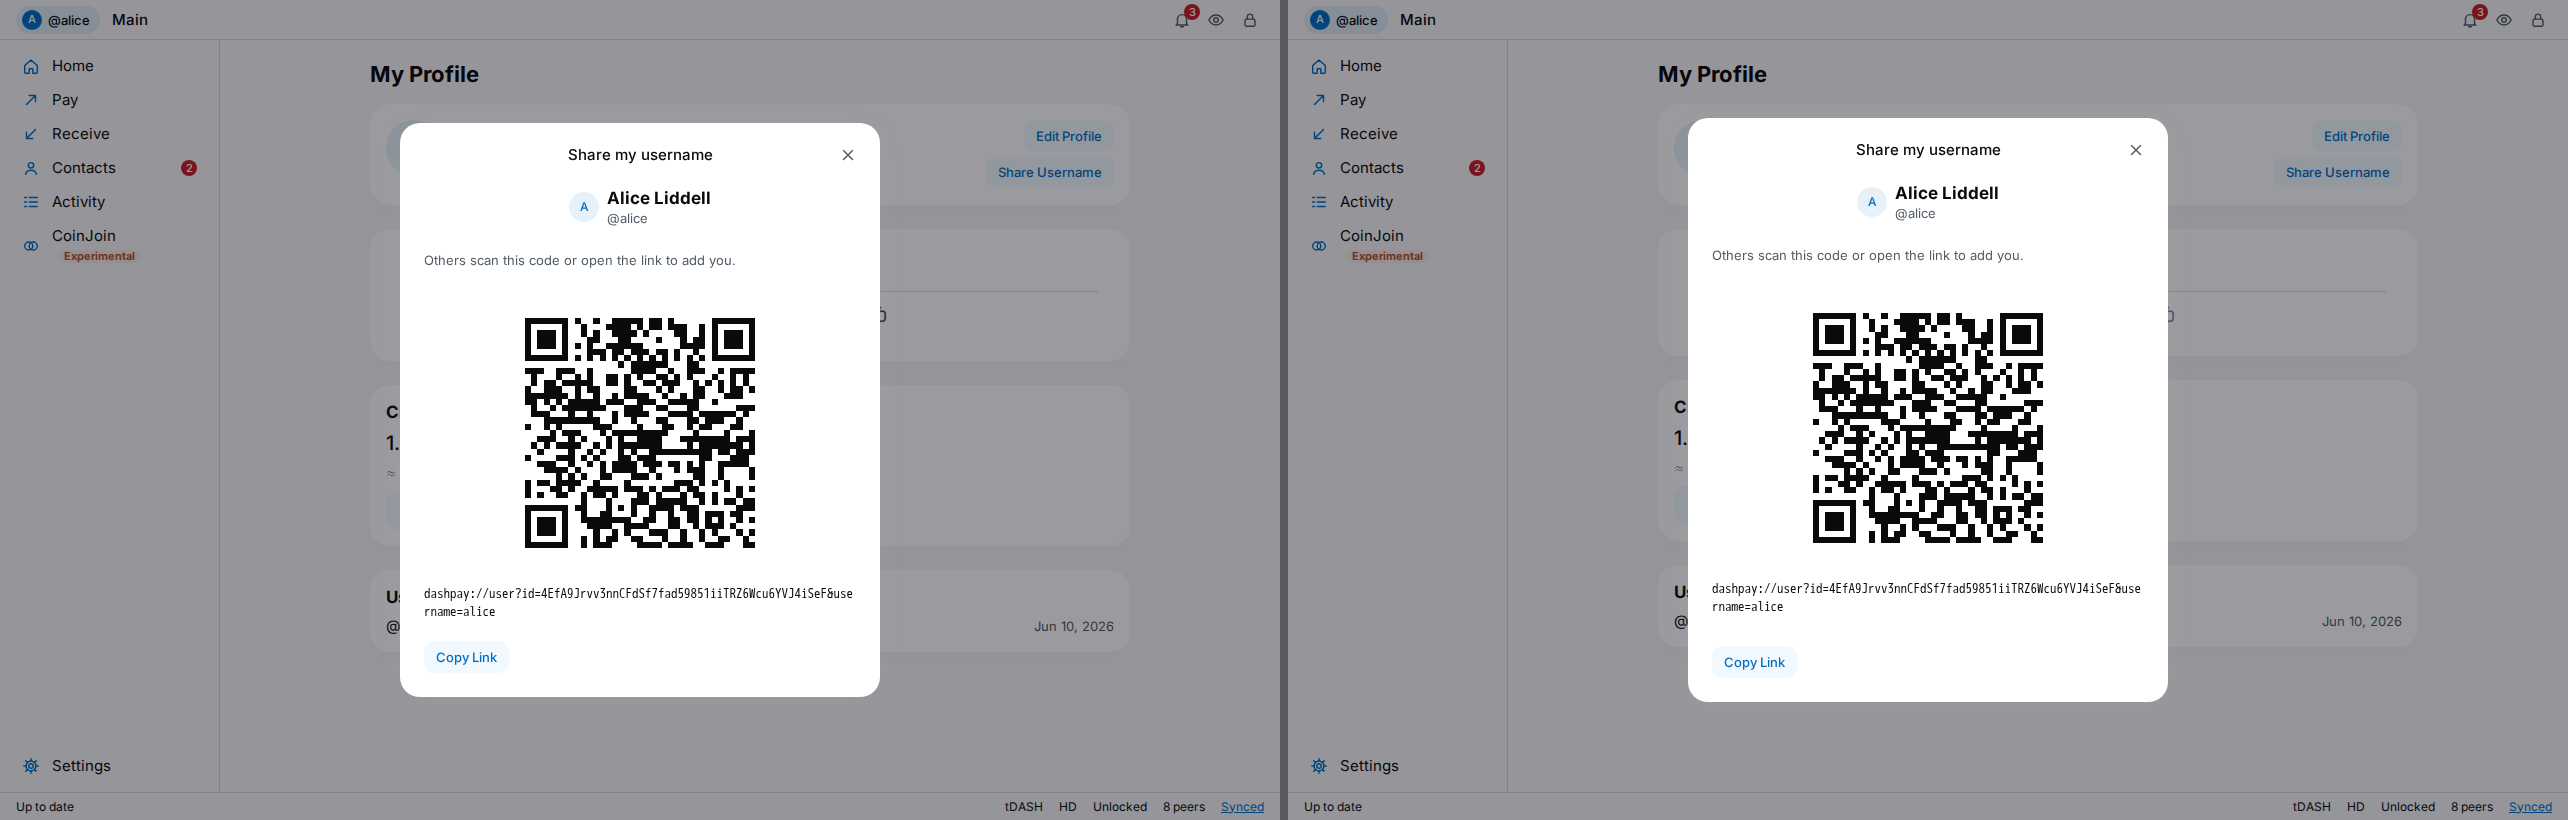 A @alice Main 3
Home
Pay
Receive
Contacts 2
Activity
CoinJoin
Experimental
Settings
My Profile
Edit Profile
Share Username
Share my username
A Alice Liddell
@alice
Others scan this code or open the link to add you.
dashpay://user?id=4EfA9Jrvv3nnCFdSf7fad59851iiTRZ6Wcu6YVJ4iSeF&use
rname=alice
Copy Link
C
1.
≈
U
@
Jun 10, 2026
Up to date tDASH HD Unlocked 8 peers Synced
A @alice Main 3
Home
Pay
Receive
Contacts 2
Activity
CoinJoin
Experimental
Settings
My Profile
Edit Profile
Share Username
Share my username
A Alice Liddell
@alice
Others scan this code or open the link to add you.
dashpay://user?id=4EfA9Jrvv3nnCFdSf7fad59851iiTRZ6Wcu6YVJ4iSeF&use
rname=alice
Copy Link
C
1.
≈
U
@
Jun 10, 2026
Up to date tDASH HD Unlocked 8 peers Synced